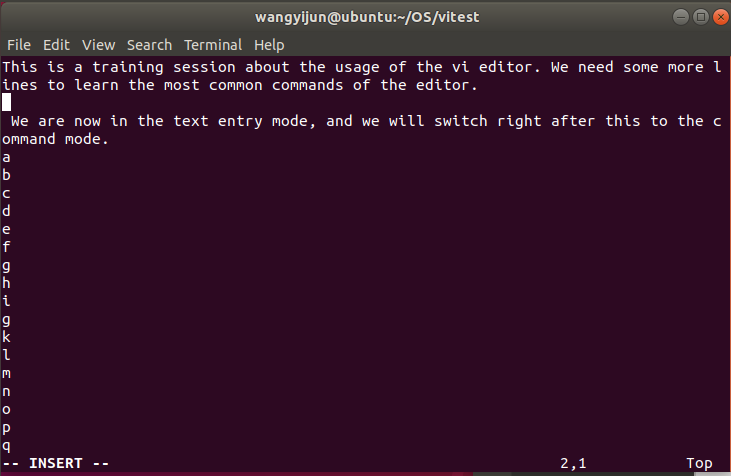 wangyijun@ubuntu:~/OS/vitest
File Edit View Search Terminal Help
This is a training session about the usage of the vi editor. We need some more l
ines to learn the most common commands of the editor.
We are now in the text entry mode, and we will switch right after this to the c
ommand mode.
a
b
c
d
e
f
g
h
i
g
k
l
m
n
o
p
q
-- INSERT -- 2,1 Top